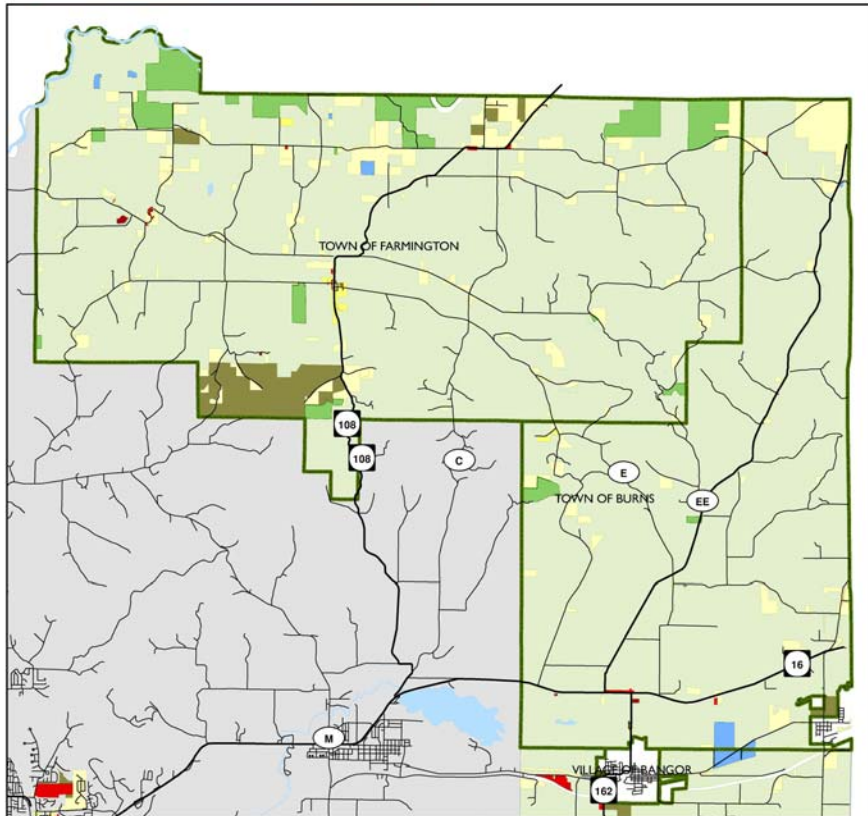 TOWN OF FARMINGTON
108
108
C
E
TOWN OF BURNS
EE
16
M
VILLAGE OF BANGOR
162